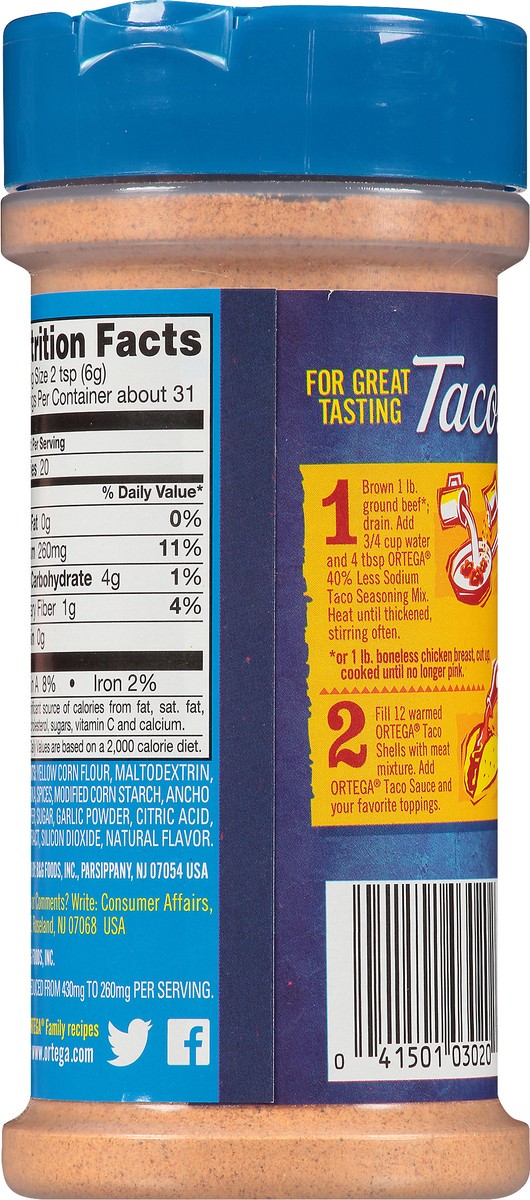 trition Facts
Size 2 tsp (6g)
Per Container about 31
Per Serving
20
% Daily Value*
Fat 0g 0%
260mg 11%
Carbohydrate 4g 1%
Fiber 1g 4%
0g
A 8% • Iron 2%
source of calories from fat, sat. fat,
sugars, vitamin C and calcium.
values are based on a 2,000 calorie diet.
YELLOW CORN FLOUR, MALTODEXTRIN,
SPICES, MODIFIED CORN STARCH, ANCHO
SUGAR, GARLIC POWDER, CITRIC ACID,
SILICON DIOXIDE, NATURAL FLAVOR.
B&G FOODS, INC., PARSIPPANY, NJ 07054 USA
Comments? Write: Consumer Affairs,
Roseland, NJ 07068 USA
FOODS, INC.
FROM 430mg TO 260mg PER SERVING.
ORTEGA® Family recipes
www.ortega.com
FOR GREAT
TASTING Taco
1 Brown 1 lb.
ground beef*;
drain. Add
3/4 cup water
and 4 tbsp ORTEGA®
40% Less Sodium
Taco Seasoning Mix.
Heat until thickened,
stirring often.
*or 1 lb. boneless chicken breast, cut up,
cooked until no longer pink.
2 Fill 12 warmed
ORTEGA® Taco
Shells with meat
mixture. Add
ORTEGA® Taco Sauce and
your favorite toppings.
0 41501 03020